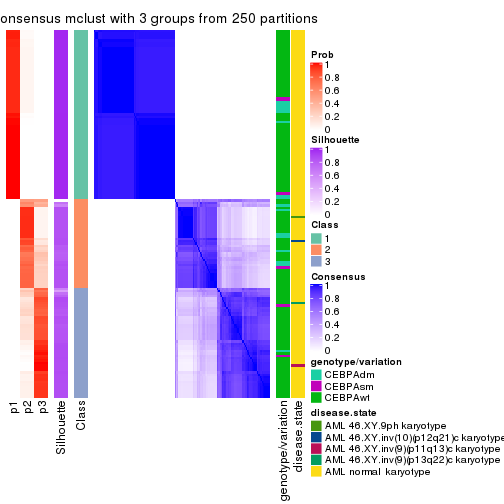 onsensus mclust with 3 groups from 250 partitions
Prob
1
0.8
0.6
0.4
0.2
0
Silhouette
1
0.8
0.6
0.4
0.2
0
Class
1
2
3
Consensus
1
0.8
0.6
0.4
0.2
0
genotype/variation
CEBPAdm
CEBPAsm
CEBPAwt
disease.state
AML 46.XY.9ph karyotype
AML 46.XY.inv(10)(p12q21)c karyotype
AML 46.XY.inv(9)(p11q13)c karyotype
AML 46.XY.inv(9)(p13q22)c karyotype
AML normal karyotype
p1
p2
p3
Silhouette
Class
genotype/variation
disease.state